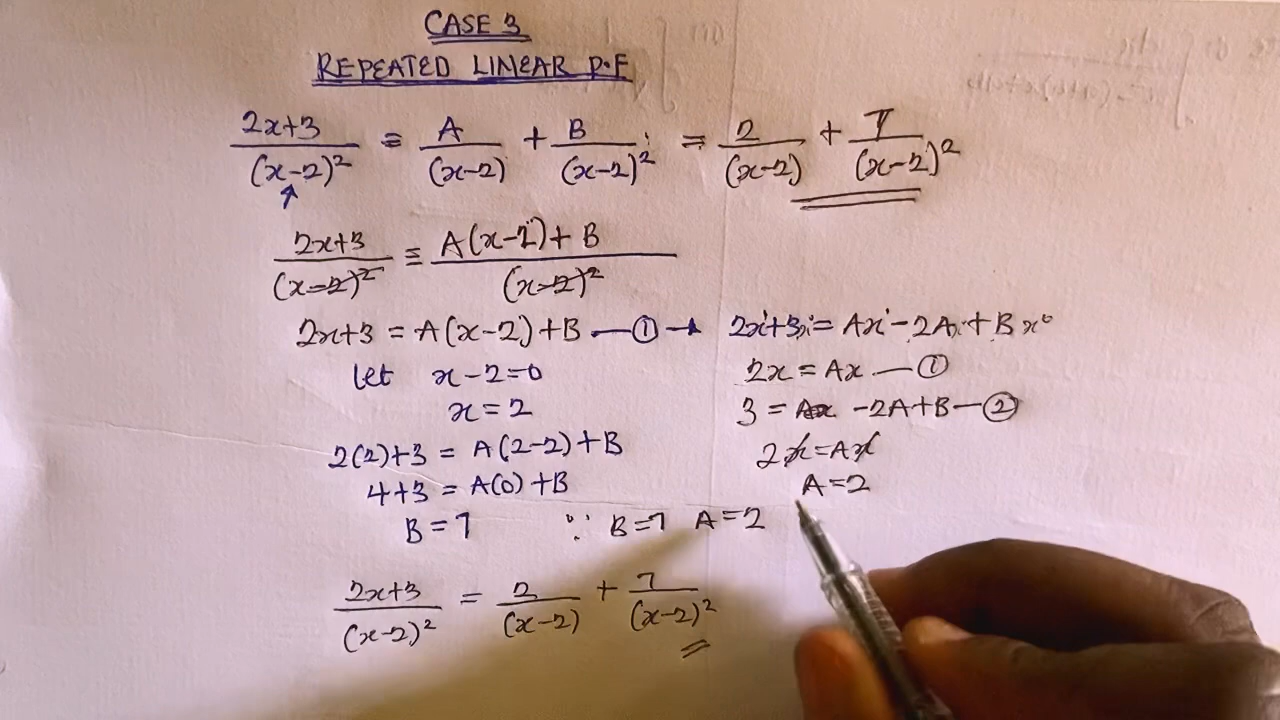 CASE 3
REPEATED LINEAR P.F
2x+3/(x-2)² ≡ A/(x-2) + B/(x-2)² = 2/(x-2) + 7/(x-2)²
2x+3/(x-2)² ≡ A(x-2)+B/(x-2)²
2x+3 = A(x-2)+B —① → 2x¹+3 = Ax¹-2A+Bx⁰
let x-2=0
x=2
2x = Ax —①
3 = -2A+B —②
2(2)+3 = A(2-2)+B
4+3 = A(0)+B
B=7
2x=Ax
A=2
∵ B=7 A=2
2x+3/(x-2)² = 2/(x-2) + 7/(x-2)²